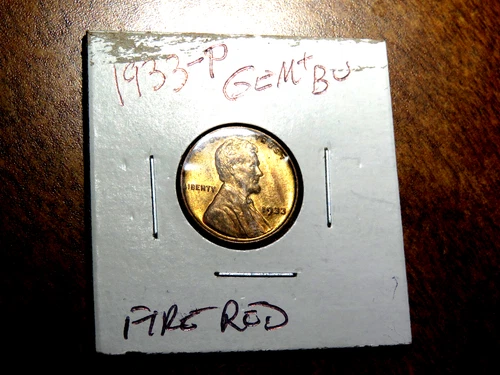 1933-P GEM+ BU
LIBERTY
1933
FIRE RED